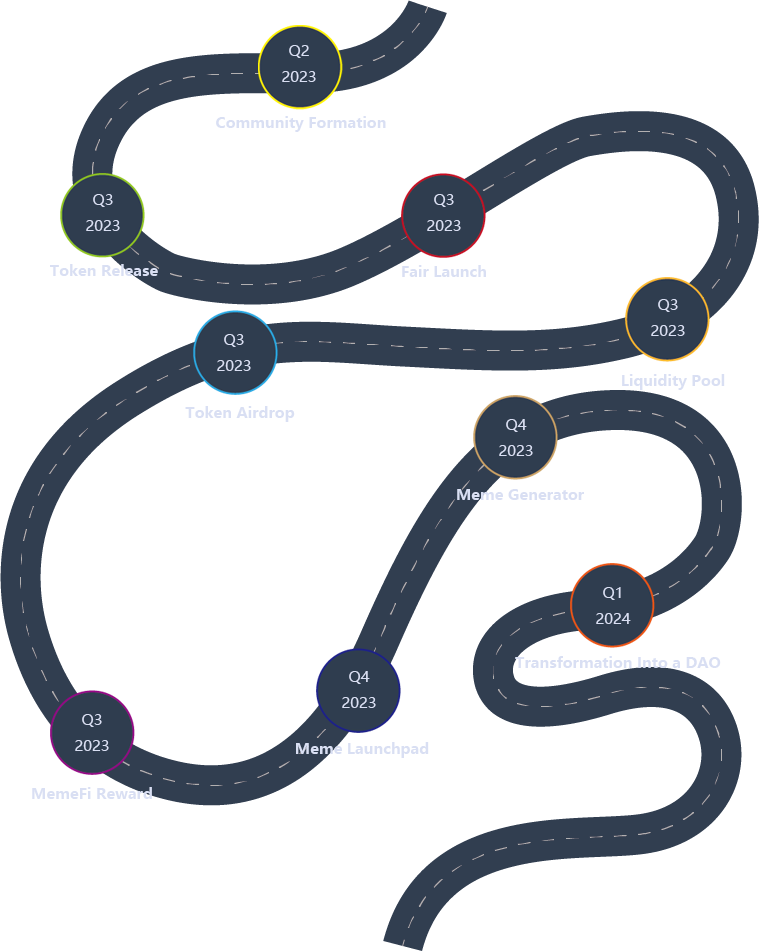 Q2
2023
Community Formation
Q3
2023
Token Release
Q3
2023
Fair Launch
Q3
2023
Liquidity Pool
Q3
2023
Token Airdrop
Q3
2023
MemeFi Reward
Q4
2023
Meme Launchpad
Q4
2023
Meme Generator
Q1
2024
Transformation Into a DAO